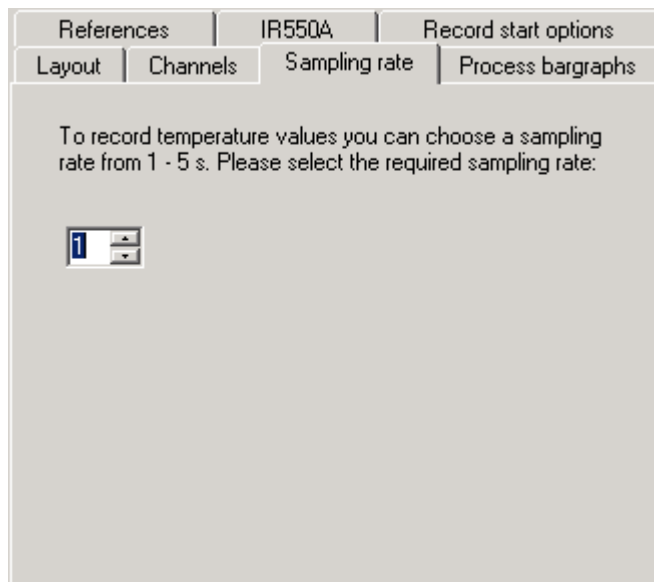 References IR550A Record start options
Layout Channels Sampling rate Process bargraphs
To record temperature values you can choose a sampling
rate from 1 - 5 s. Please select the required sampling rate:
1